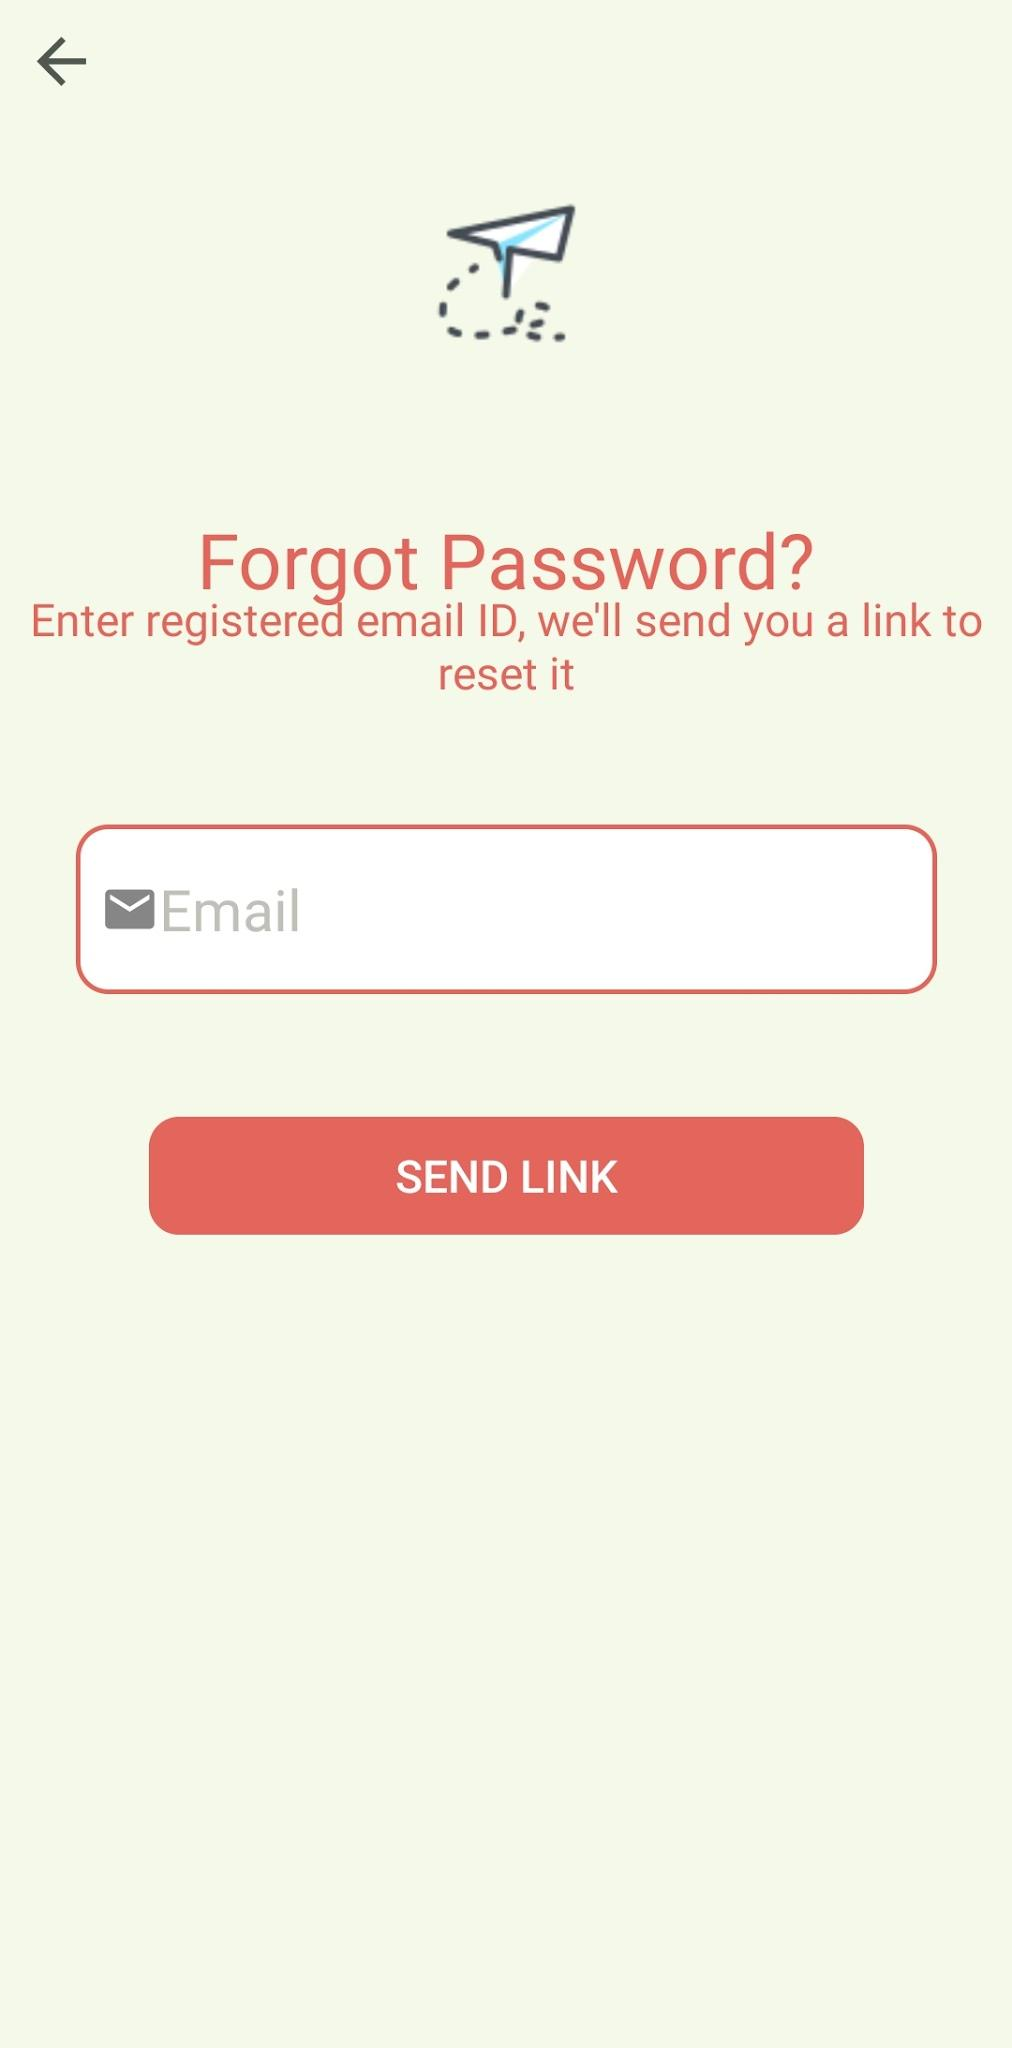 Forgot Password?
Enter registered email ID, we'll send you a link to
reset it
Email
SEND LINK